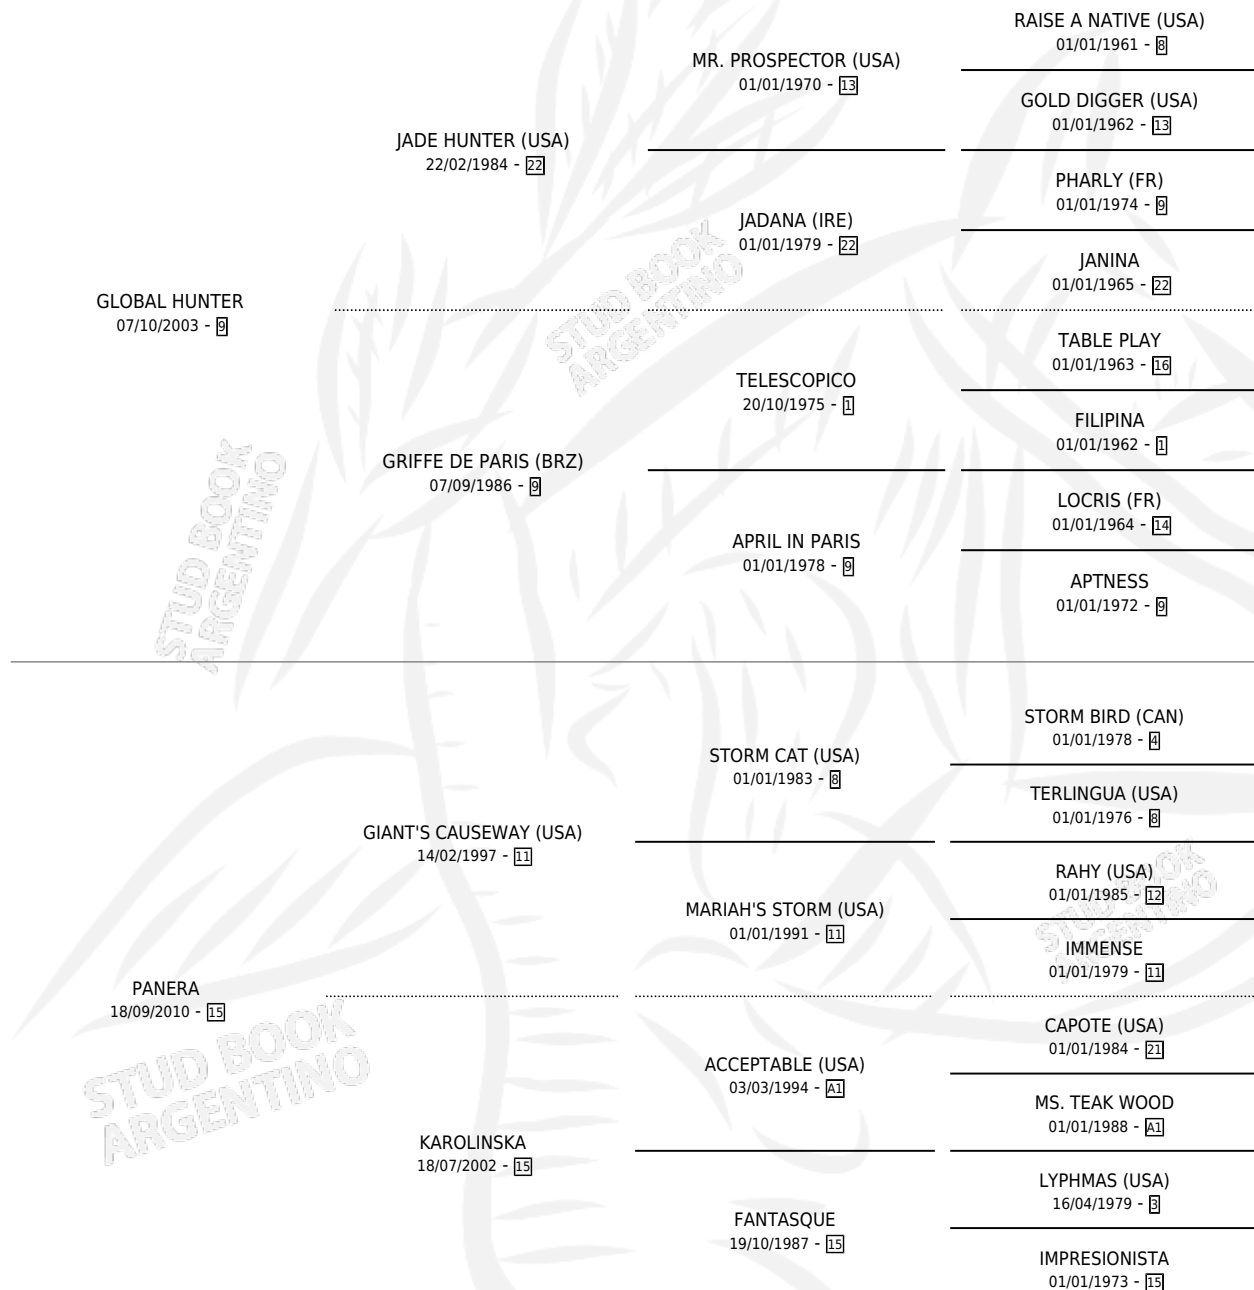 RAISE A NATIVE (USA)
01/01/1961 - 8
MR. PROSPECTOR (USA)
01/01/1970 - 13
GOLD DIGGER (USA)
01/01/1962 - 13
JADE HUNTER (USA)
22/02/1984 - 22
PHARLY (FR)
01/01/1974 - 9
JADANA (IRE)
01/01/1979 - 22
JANINA
01/01/1965 - 22
GLOBAL HUNTER
07/10/2003 - 9
TABLE PLAY
01/01/1963 - 16
TELESCOPICO
20/10/1975 - 1
FILIPINA
01/01/1962 - 1
GRIFFE DE PARIS (BRZ)
07/09/1986 - 9
LOCRIS (FR)
01/01/1964 - 14
APRIL IN PARIS
01/01/1978 - 9
APTNESS
01/01/1972 - 9
STORM BIRD (CAN)
01/01/1978 - 4
STORM CAT (USA)
01/01/1983 - 8
TERLINGUA (USA)
01/01/1976 - 8
GIANT'S CAUSEWAY (USA)
14/02/1997 - 11
RAHY (USA)
01/01/1985 - 12
MARIAH'S STORM (USA)
01/01/1991 - 11
IMMENSE
01/01/1979 - 11
PANERA
18/09/2010 - 15
CAPOTE (USA)
01/01/1984 - 21
ACCEPTABLE (USA)
03/03/1994 - A1
MS. TEAK WOOD
01/01/1988 - A1
KAROLINSKA
18/07/2002 - 15
LYPHMAS (USA)
16/04/1979 - 3
FANTASQUE
19/10/1987 - 15
IMPRESIONISTA
01/01/1973 - 15
STUD BOOK
ARGENTINO
STUD BOOK
ARGENTINO
STUD BOOK
ARGENTINO
STUD BOOK
ARGENTINO